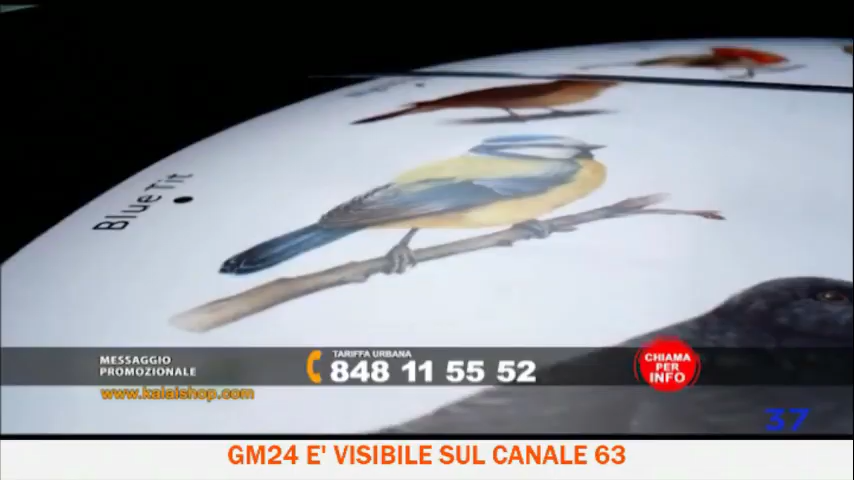 Blue Tit
MESSAGGIO
PROMOZIONALE
TARIFFA URBANA
848 11 55 52
CHIAMA
PER
INFO
www.kalaishop.com
37
GM24 E' VISIBILE SUL CANALE 63